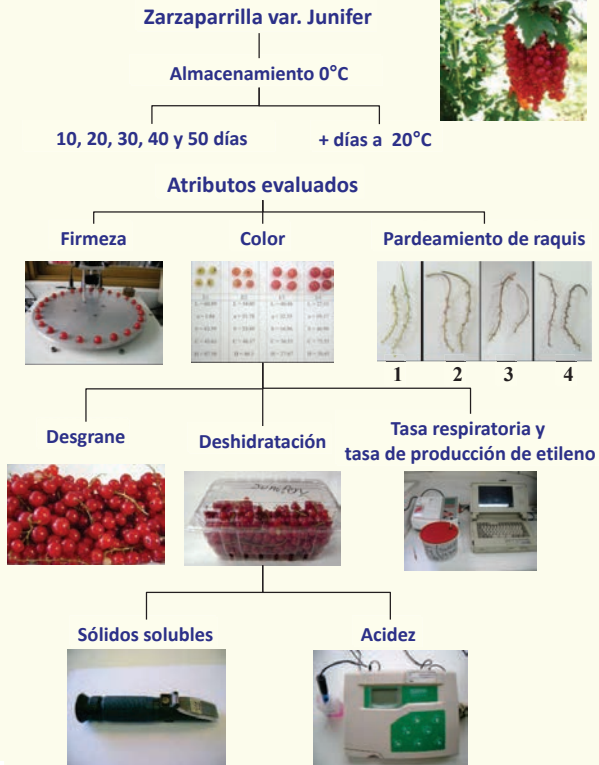 Zarzaparrilla var. Junifer
Almacenamiento 0°C
10, 20, 30, 40 y 50 días
+ días a 20°C
Atributos evaluados
Firmeza
Color
Pardeamiento de raquis
1 2 3 4
Desgrane
Deshidratación
Tasa respiratoria y
tasa de producción de etileno
Sólidos solubles
Acidez